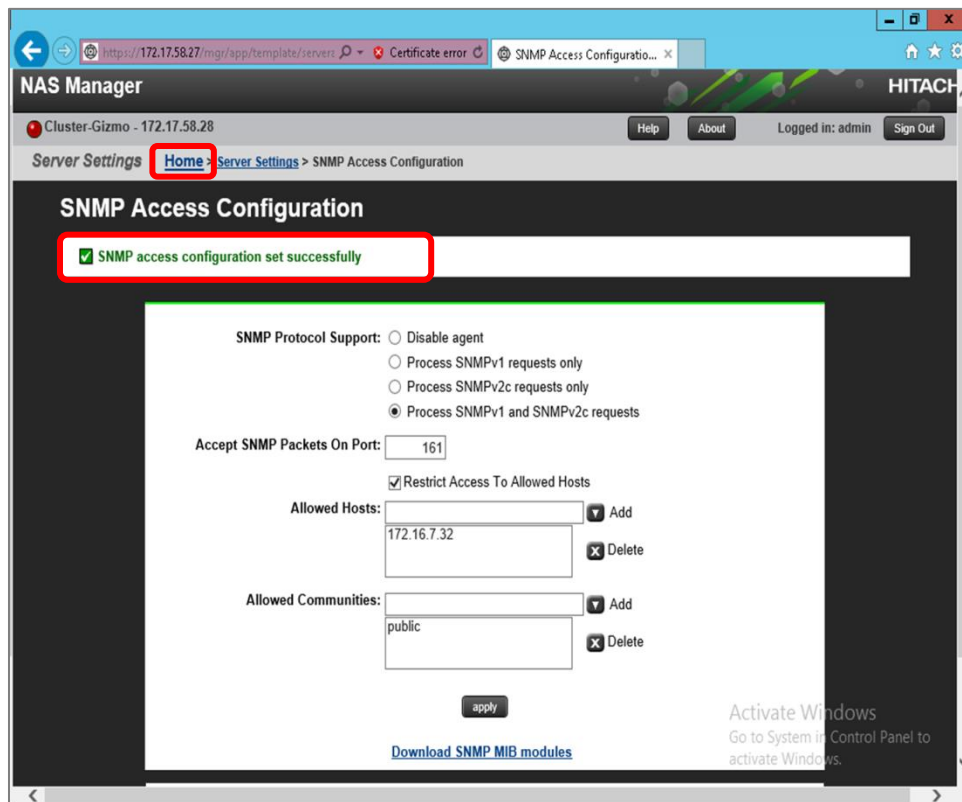 https://172.17.58.27/mgr/app/template/servers
Certificate error
SNMP Access Configuratio...
NAS Manager
HITACH
Cluster-Gizmo - 172.17.58.28
Help
About
Logged in: admin
Sign Out
Server Settings
Home > Server Settings > SNMP Access Configuration
SNMP Access Configuration
SNMP access configuration set successfully
SNMP Protocol Support:
Disable agent
Process SNMPv1 requests only
Process SNMPv2c requests only
Process SNMPv1 and SNMPv2c requests
Accept SNMP Packets On Port:
161
Restrict Access To Allowed Hosts
Allowed Hosts:
Add
172.16.7.32
Delete
Allowed Communities:
Add
public
Delete
apply
Download SNMP MIB modules
Activate Windows
Go to System in Control Panel to
activate Windows.